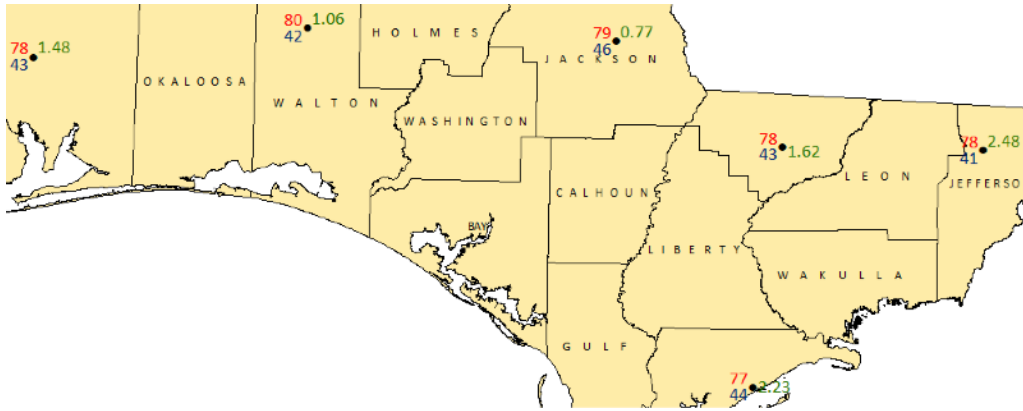 80 1.06
42
HOLMES
79 0.77
46
78 1.48
43
JACKSON
OKALOOSA
WALTON
WASHINGTON
78
43 1.62
78 2.48
41
LEON
JEFFERSO
CALHOUN
BAY
LIBERTY
WAKULLA
GULF
77
44 2.23